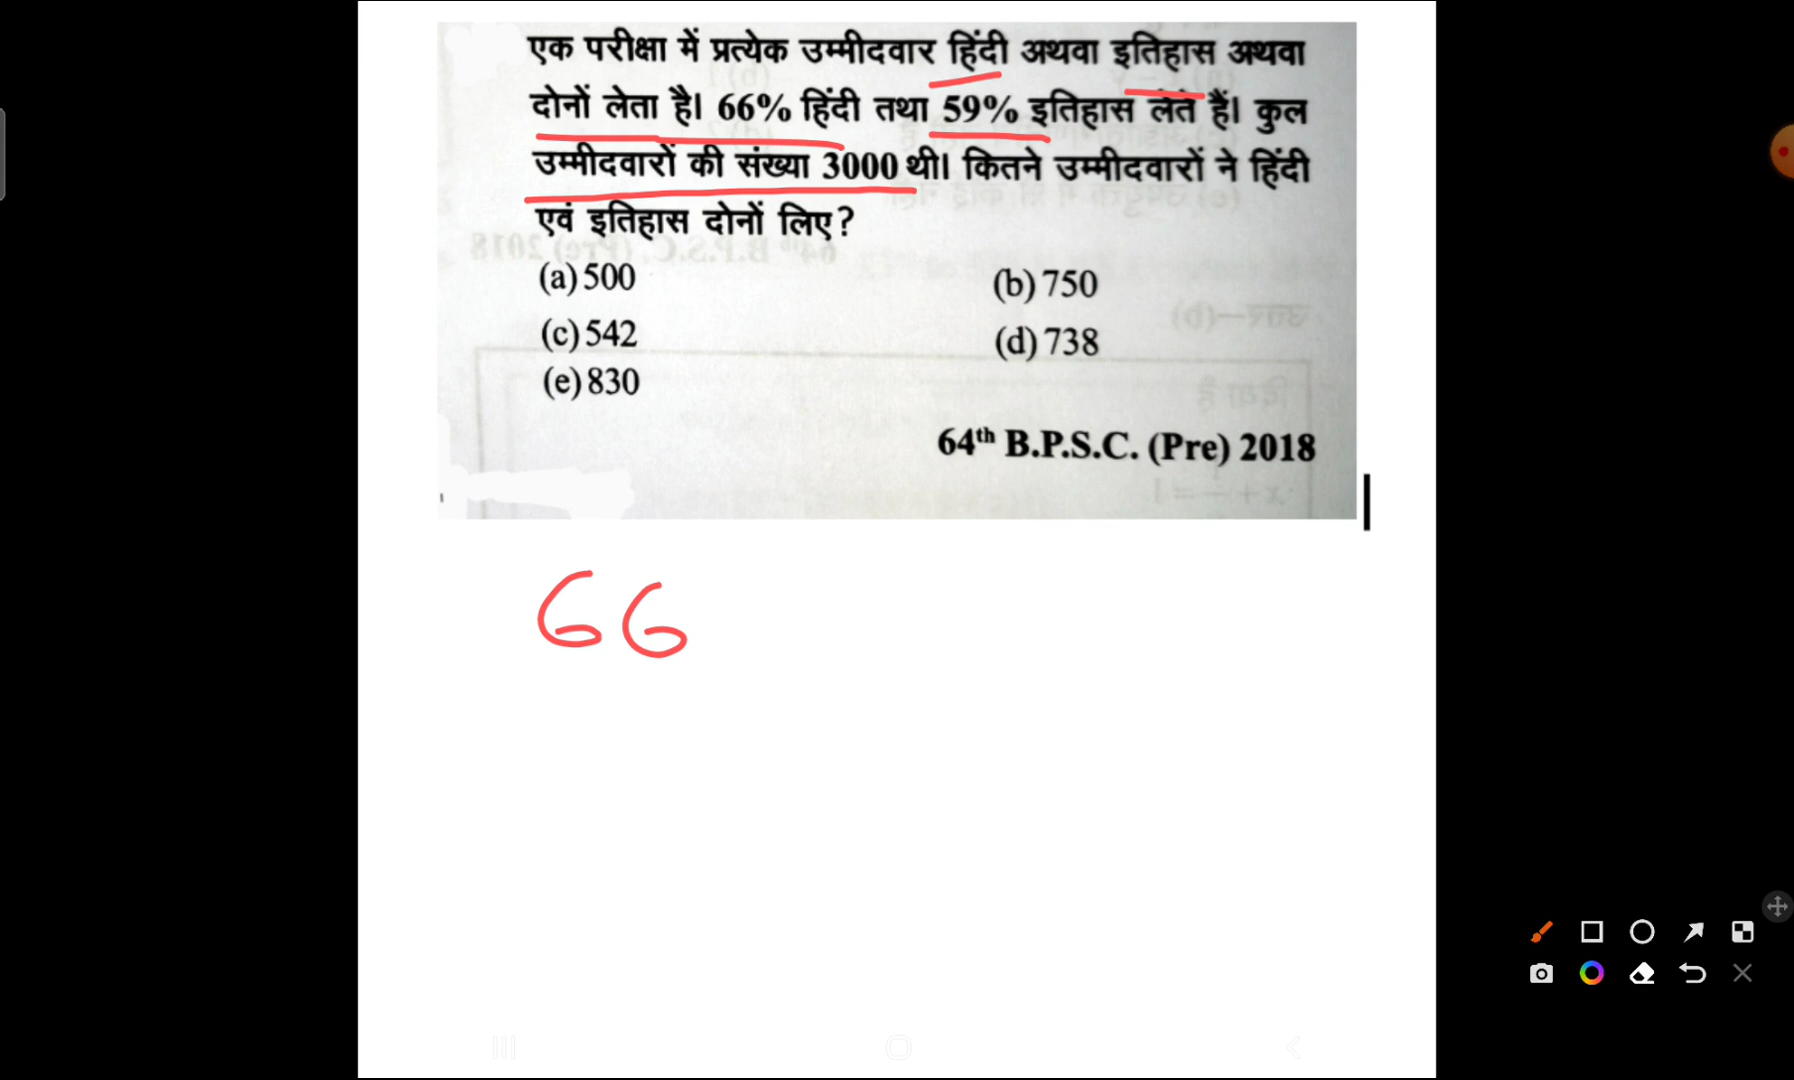 एक परीक्षा में प्रत्येक उम्मीदवार हिंदी अथवा इतिहास अथवा
दोनों लेता है। 66% हिंदी तथा 59% इतिहास लेते हैं। कुल
उम्मीदवारों की संख्या 3000 थी। कितने उम्मीदवारों ने हिंदी
एवं इतिहास दोनों लिए?
(a) 500 (b) 750
(c) 542 (d) 738
(e) 830
64th B.P.S.C. (Pre) 2018
66